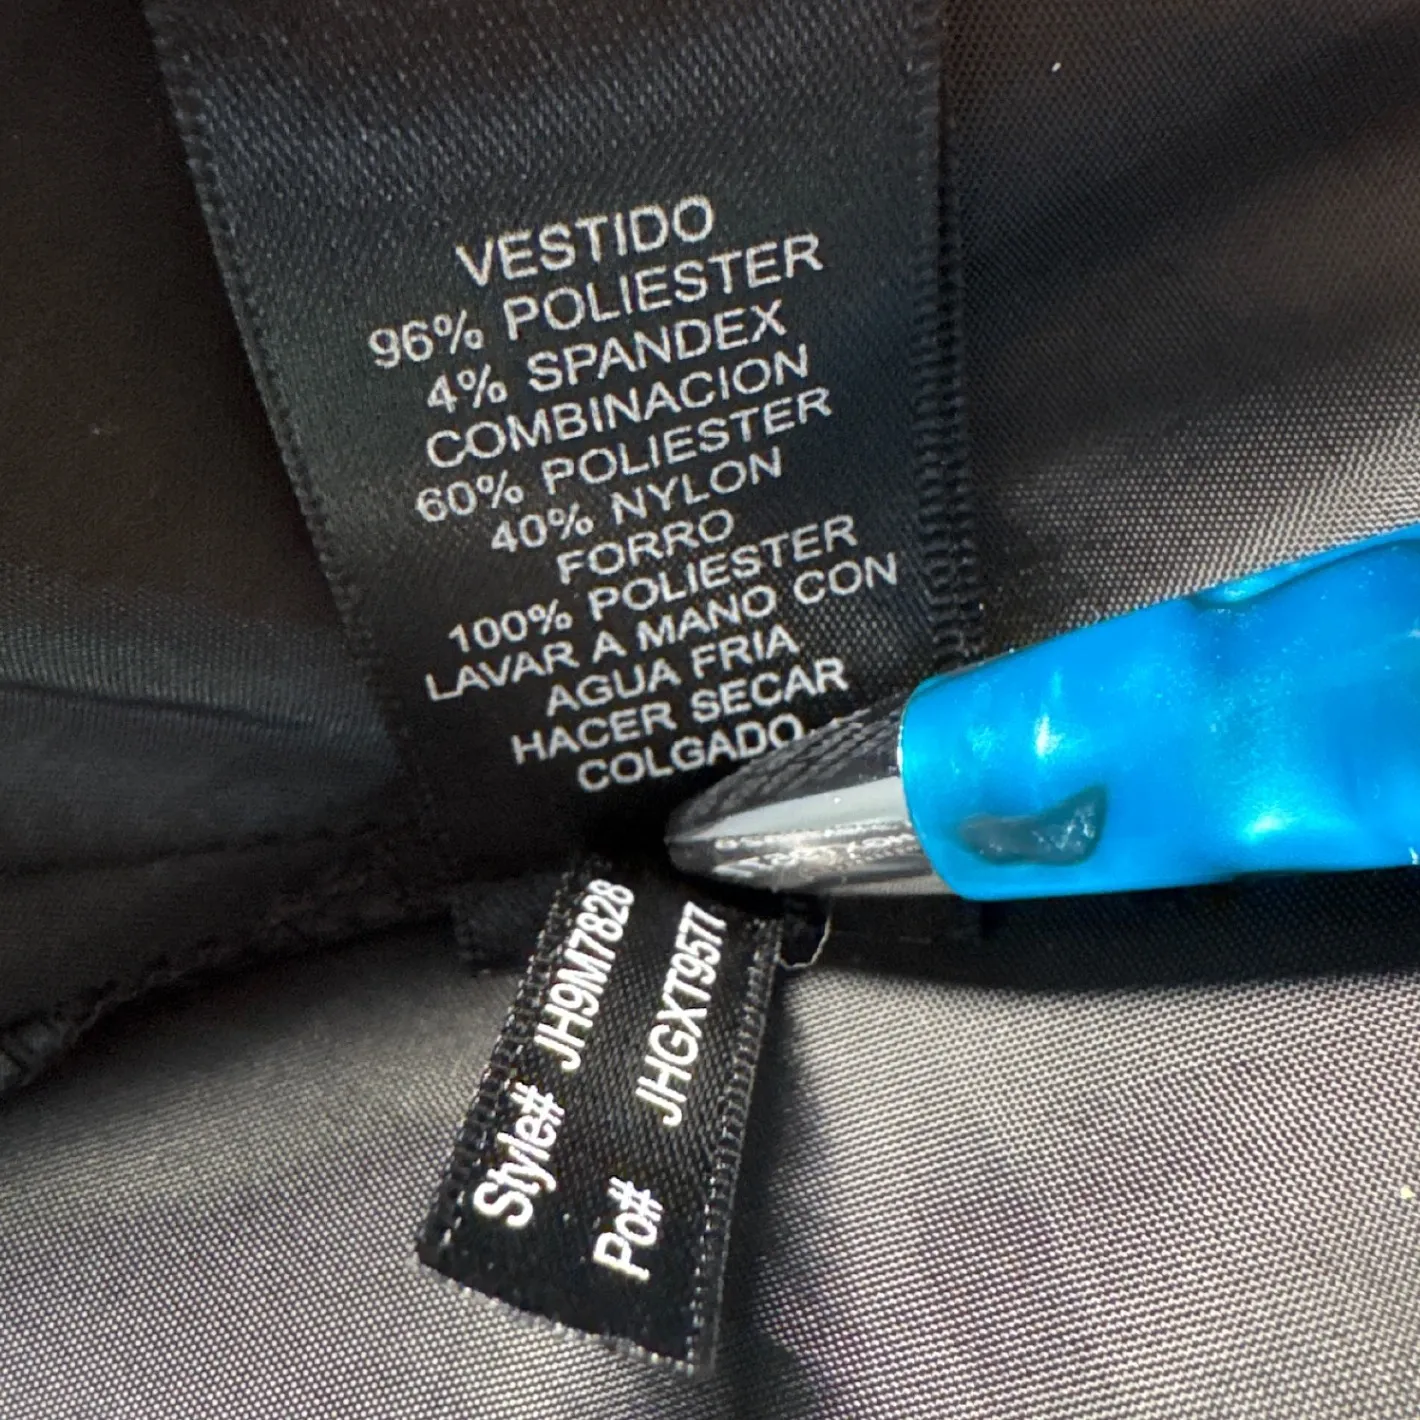 VESTIDO
96% POLIESTER
4% SPANDEX
COMBINACION
60% POLIESTER
40% NYLON
FORRO
100% POLIESTER
LAVAR A MANO CON
AGUA FRIA
HACER SECAR
COLGADO
Style# JH9M7828
Po# JHGXT9577